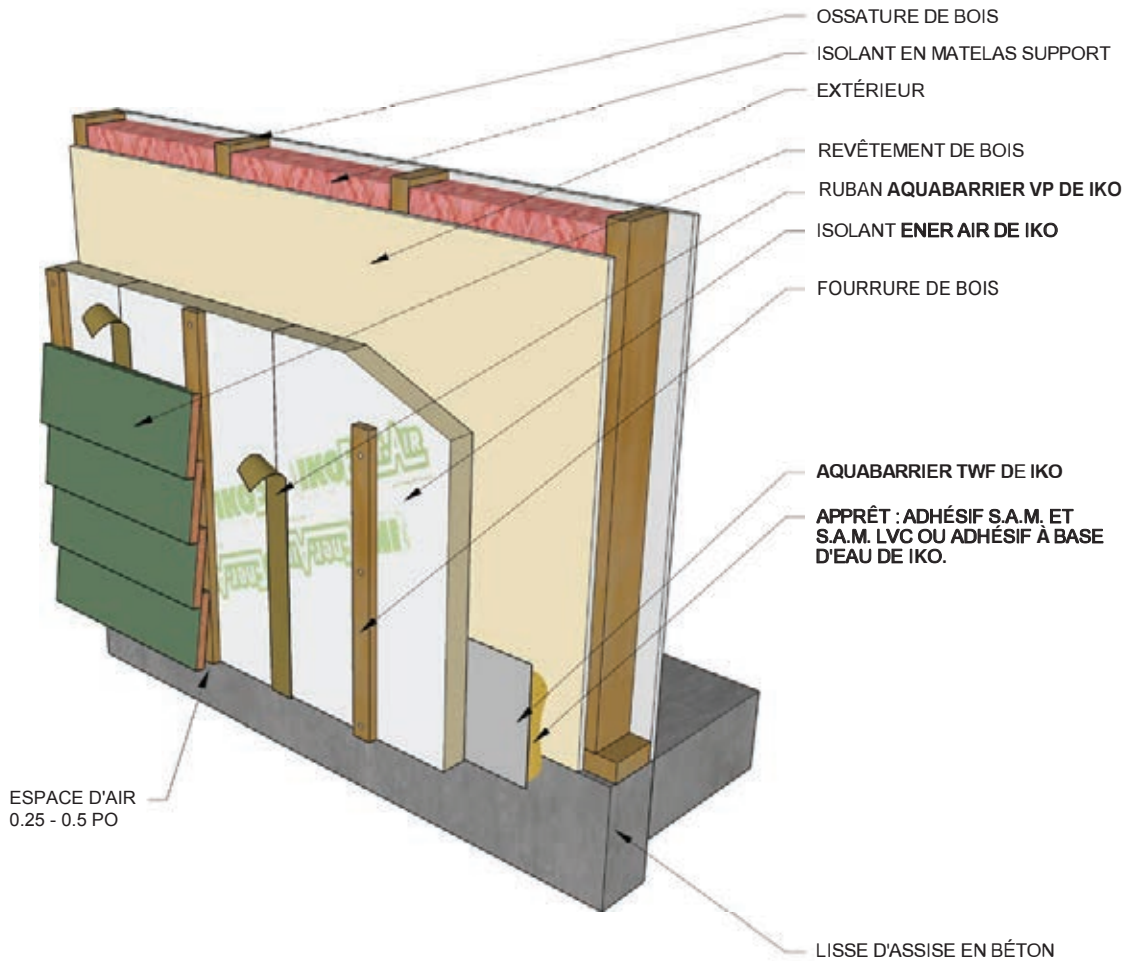 OSSATURE DE BOIS
ISOLANT EN MATELAS SUPPORT
EXTÉRIEUR
REVÊTEMENT DE BOIS
RUBAN AQUABARRIER VP DE IKO
ISOLANT ENER AIR DE IKO
FOURRURE DE BOIS
AQUABARRIER TWF DE IKO
APPRÊT : ADHÉSIF S.A.M. ET
S.A.M. LVC OU ADHÉSIF À BASE
D'EAU DE IKO.
ESPACE D'AIR
0.25 - 0.5 PO
LISSE D'ASSISE EN BÉTON